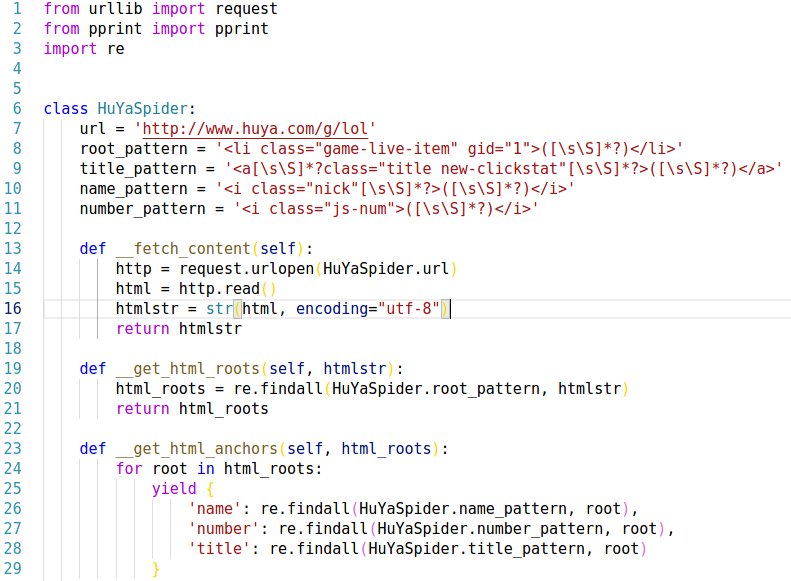 1 from urllib import request
2 from pprint import pprint
3 import re
4
5
6 class HuYaSpider:
7     url = 'http://www.huya.com/g/lol'
8     root_pattern = '<li class="game-live-item" gid="1">([\s\S]*?)</li>'
9     title_pattern = '<a[\s\S]*?class="title new-clickstat"[\s\S]*?>([\s\S]*?)</a>'
10     name_pattern = '<i class="nick"[\s\S]*?>([\s\S]*?)</i>'
11     number_pattern = '<i class="js-num">([\s\S]*?)</i>'
12
13     def __fetch_content(self):
14         http = request.urlopen(HuYaSpider.url)
15         html = http.read()
16         htmlstr = str(html, encoding="utf-8")
17         return htmlstr
18
19     def __get_html_roots(self, htmlstr):
20         html_roots = re.findall(HuYaSpider.root_pattern, htmlstr)
21         return html_roots
22
23     def __get_html_anchors(self, html_roots):
24         for root in html_roots:
25             yield {
26                 'name': re.findall(HuYaSpider.name_pattern, root),
27                 'number': re.findall(HuYaSpider.number_pattern, root),
28                 'title': re.findall(HuYaSpider.title_pattern, root)
29             }